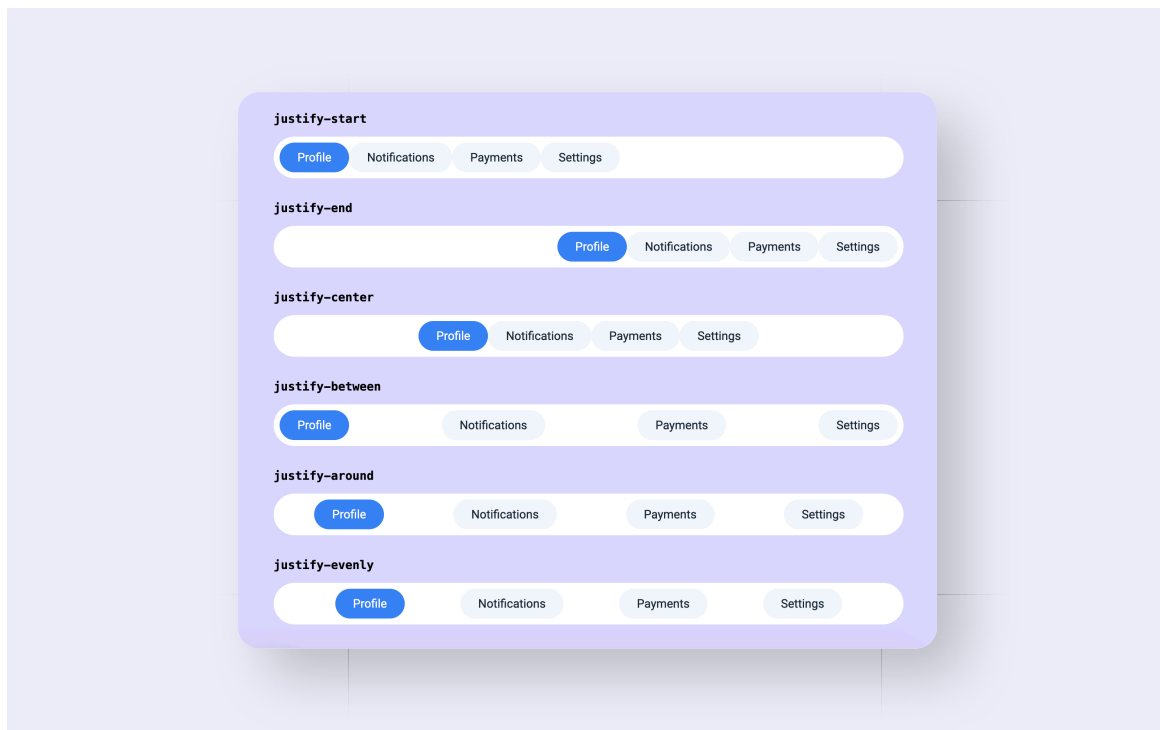 justify-start
Profile Notifications Payments Settings
justify-end
Profile Notifications Payments Settings
justify-center
Profile Notifications Payments Settings
justify-between
Profile Notifications Payments Settings
justify-around
Profile Notifications Payments Settings
justify-evenly
Profile Notifications Payments Settings